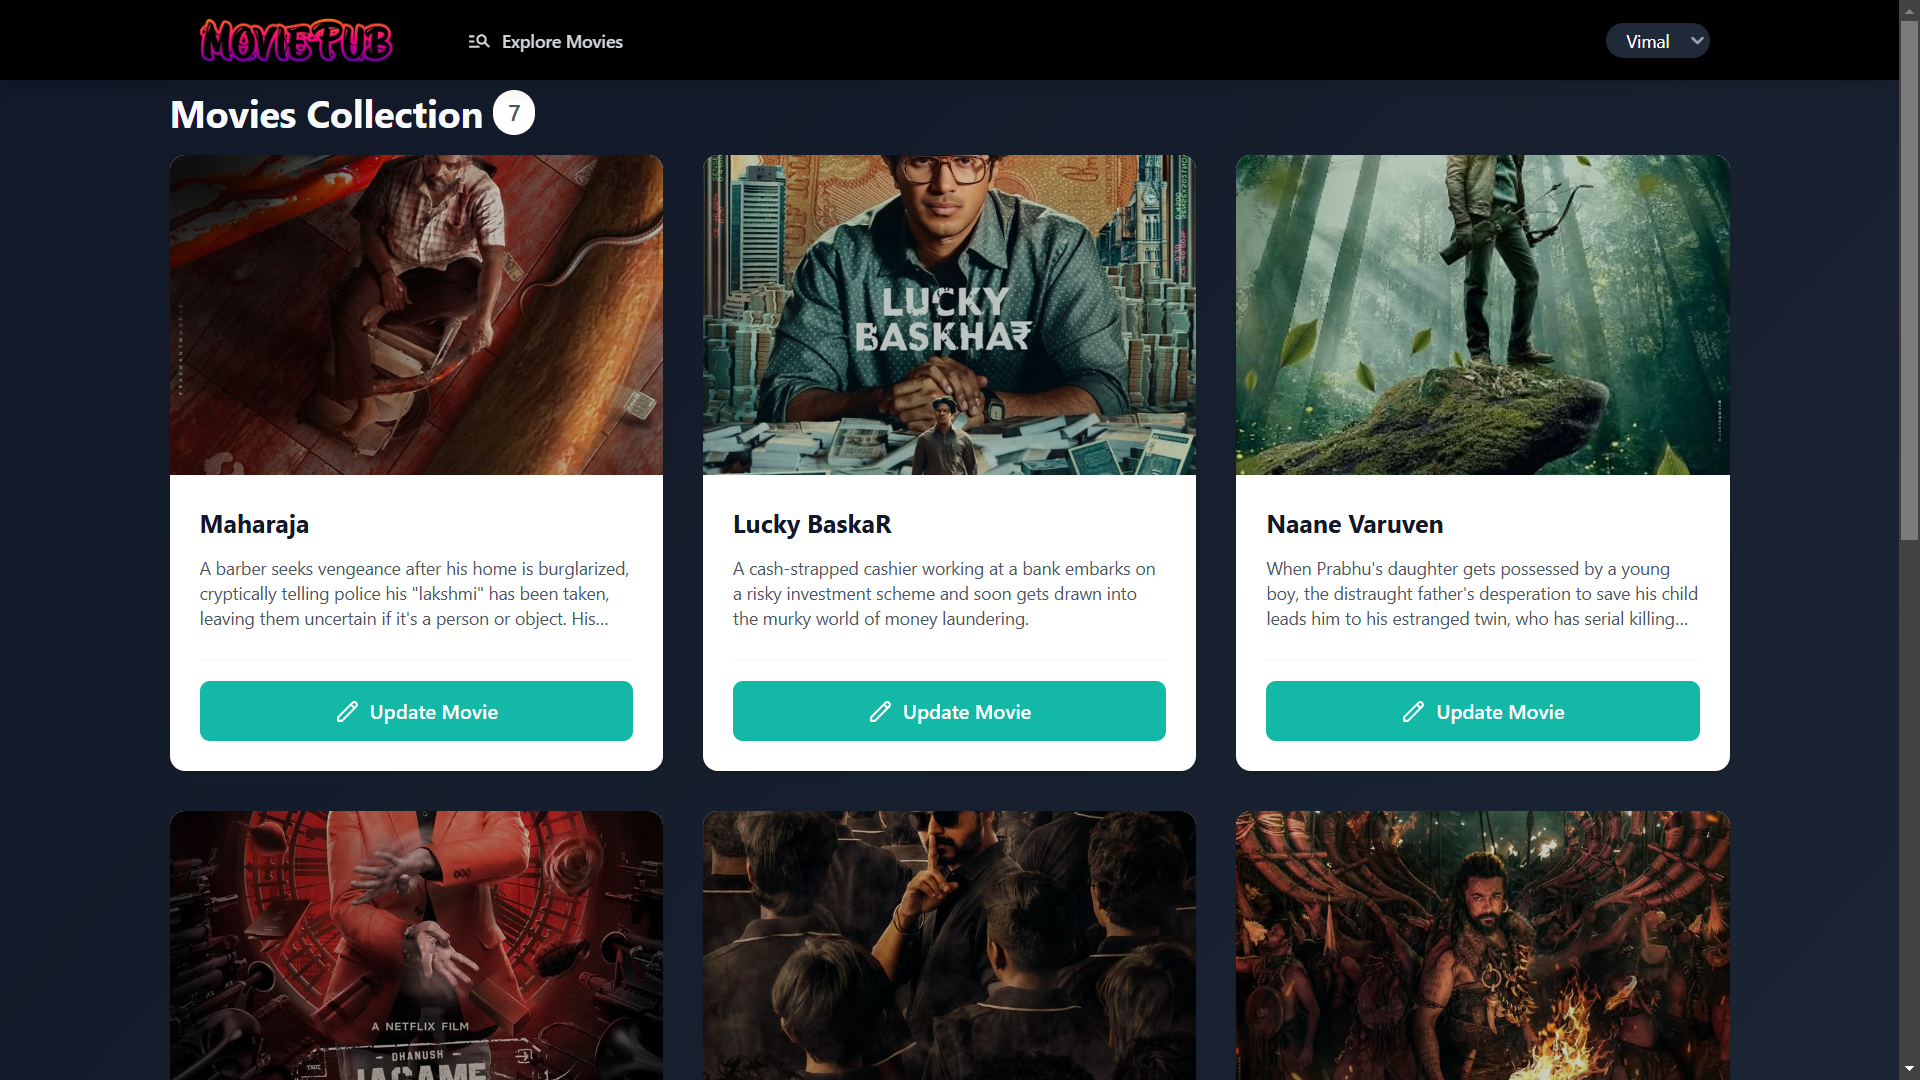 MOVIEPUB
Explore Movies
Vimal
Movies Collection
7
LUCKY
BASKHA₹
Maharaja
A barber seeks vengeance after his home is burglarized,
cryptically telling police his "lakshmi" has been taken,
leaving them uncertain if it's a person or object. His...
Update Movie
Lucky BaskaR
A cash-strapped cashier working at a bank embarks on
a risky investment scheme and soon gets drawn into
the murky world of money laundering.
Update Movie
Naane Varuven
When Prabhu's daughter gets possessed by a young
boy, the distraught father's desperation to save his child
leads him to his estranged twin, who has serial killing...
Update Movie
A NETFLIX FILM
DHANUSH
JAGAME